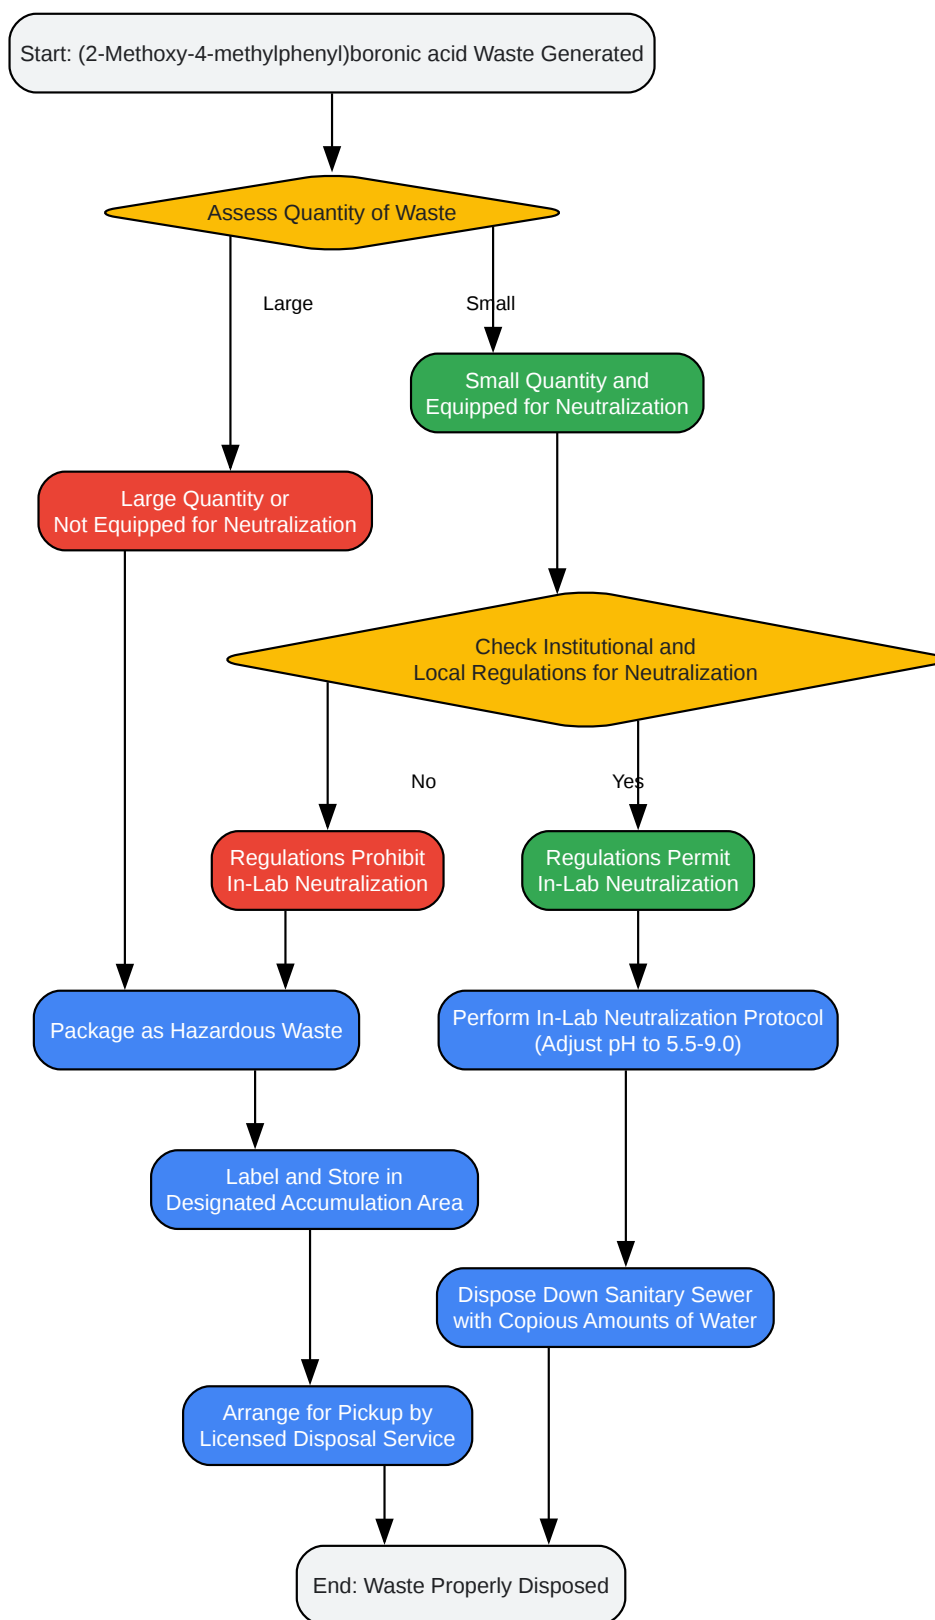 Start: (2-Methoxy-4-methylphenyl)boronic acid Waste Generated
Assess Quantity of Waste
Large
Small
Small Quantity and
Equipped for Neutralization
Large Quantity or
Not Equipped for Neutralization
Check Institutional and
Local Regulations for Neutralization
No
Yes
Regulations Prohibit
In-Lab Neutralization
Regulations Permit
In-Lab Neutralization
Package as Hazardous Waste
Perform In-Lab Neutralization Protocol
(Adjust pH to 5.5-9.0)
Label and Store in
Designated Accumulation Area
Dispose Down Sanitary Sewer
with Copious Amounts of Water
Arrange for Pickup by
Licensed Disposal Service
End: Waste Properly Disposed